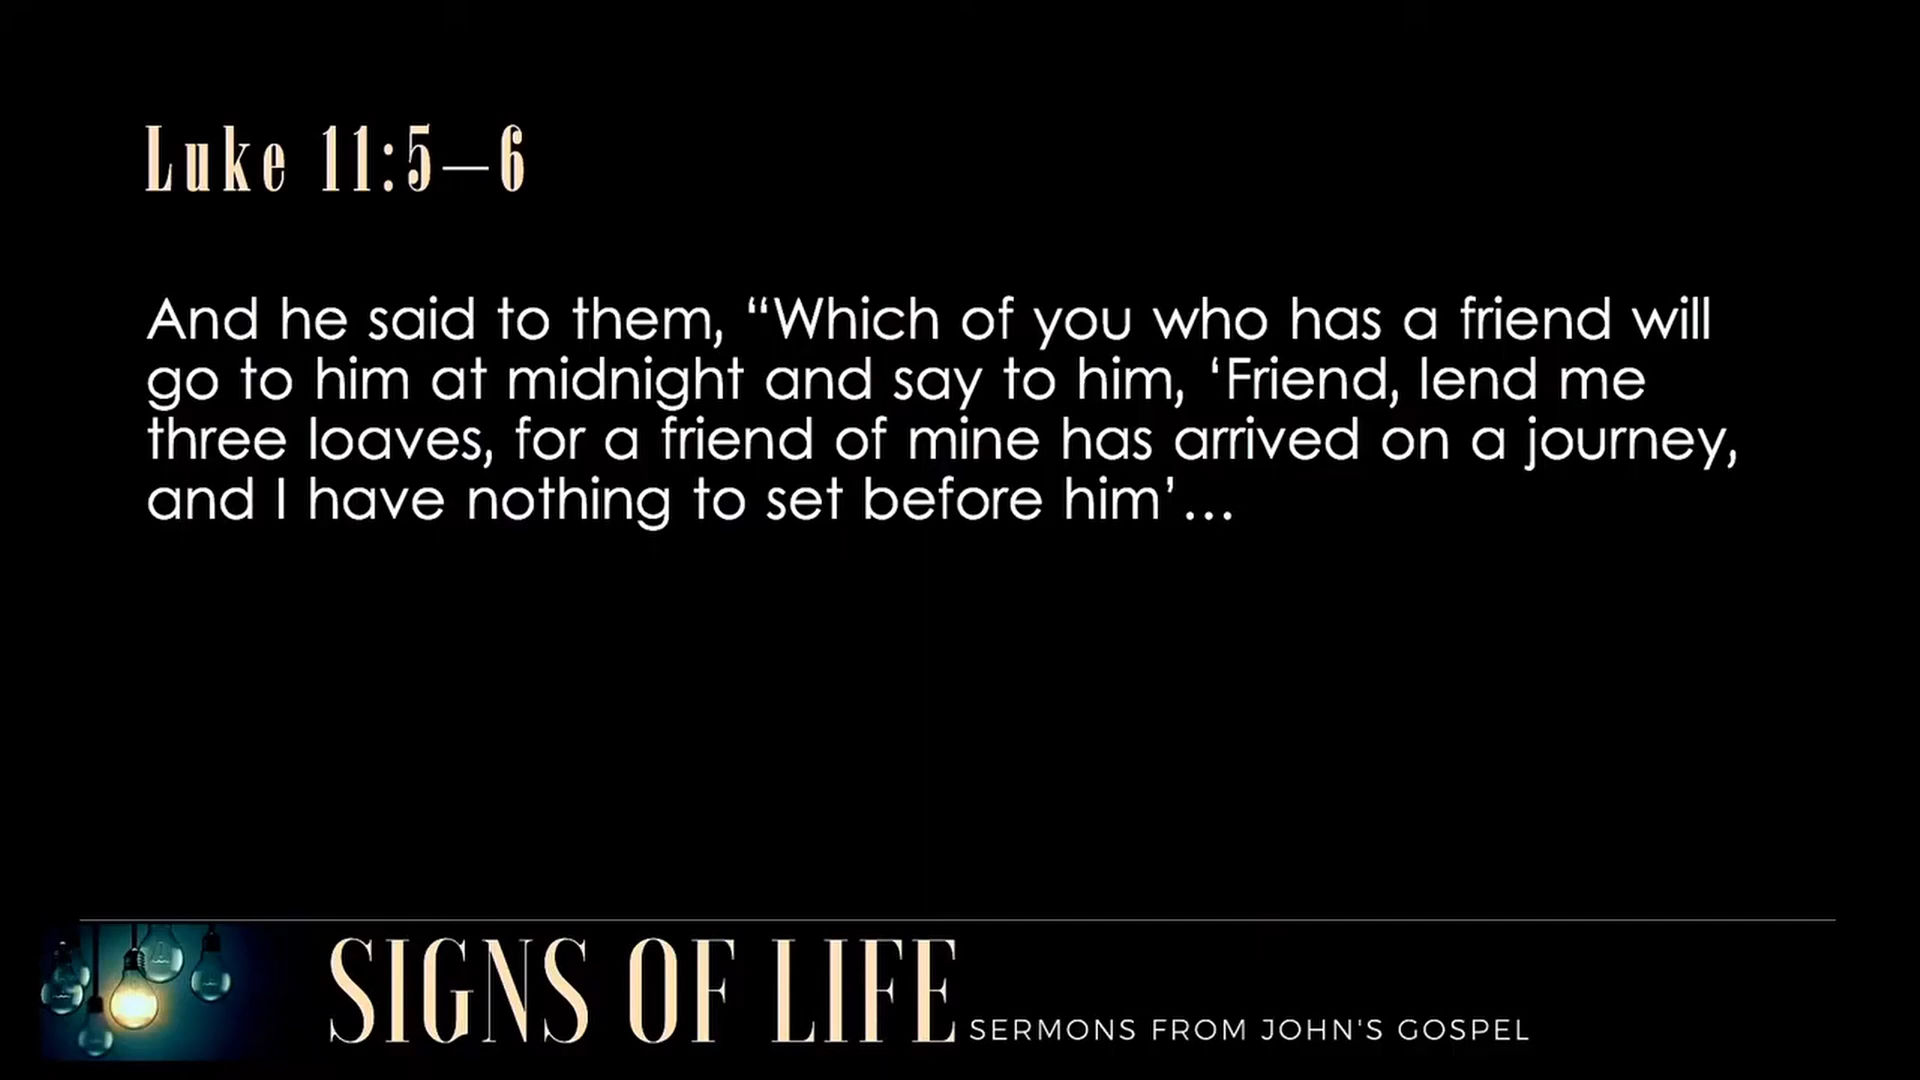 Luke 11:5—6
And he said to them, “Which of you who has a friend will
go to him at midnight and say to him, ‘Friend, lend me
three loaves, for a friend of mine has arrived on a journey,
and I have nothing to set before him’…
SIGNS OF LIFE SERMONS FROM JOHN'S GOSPEL